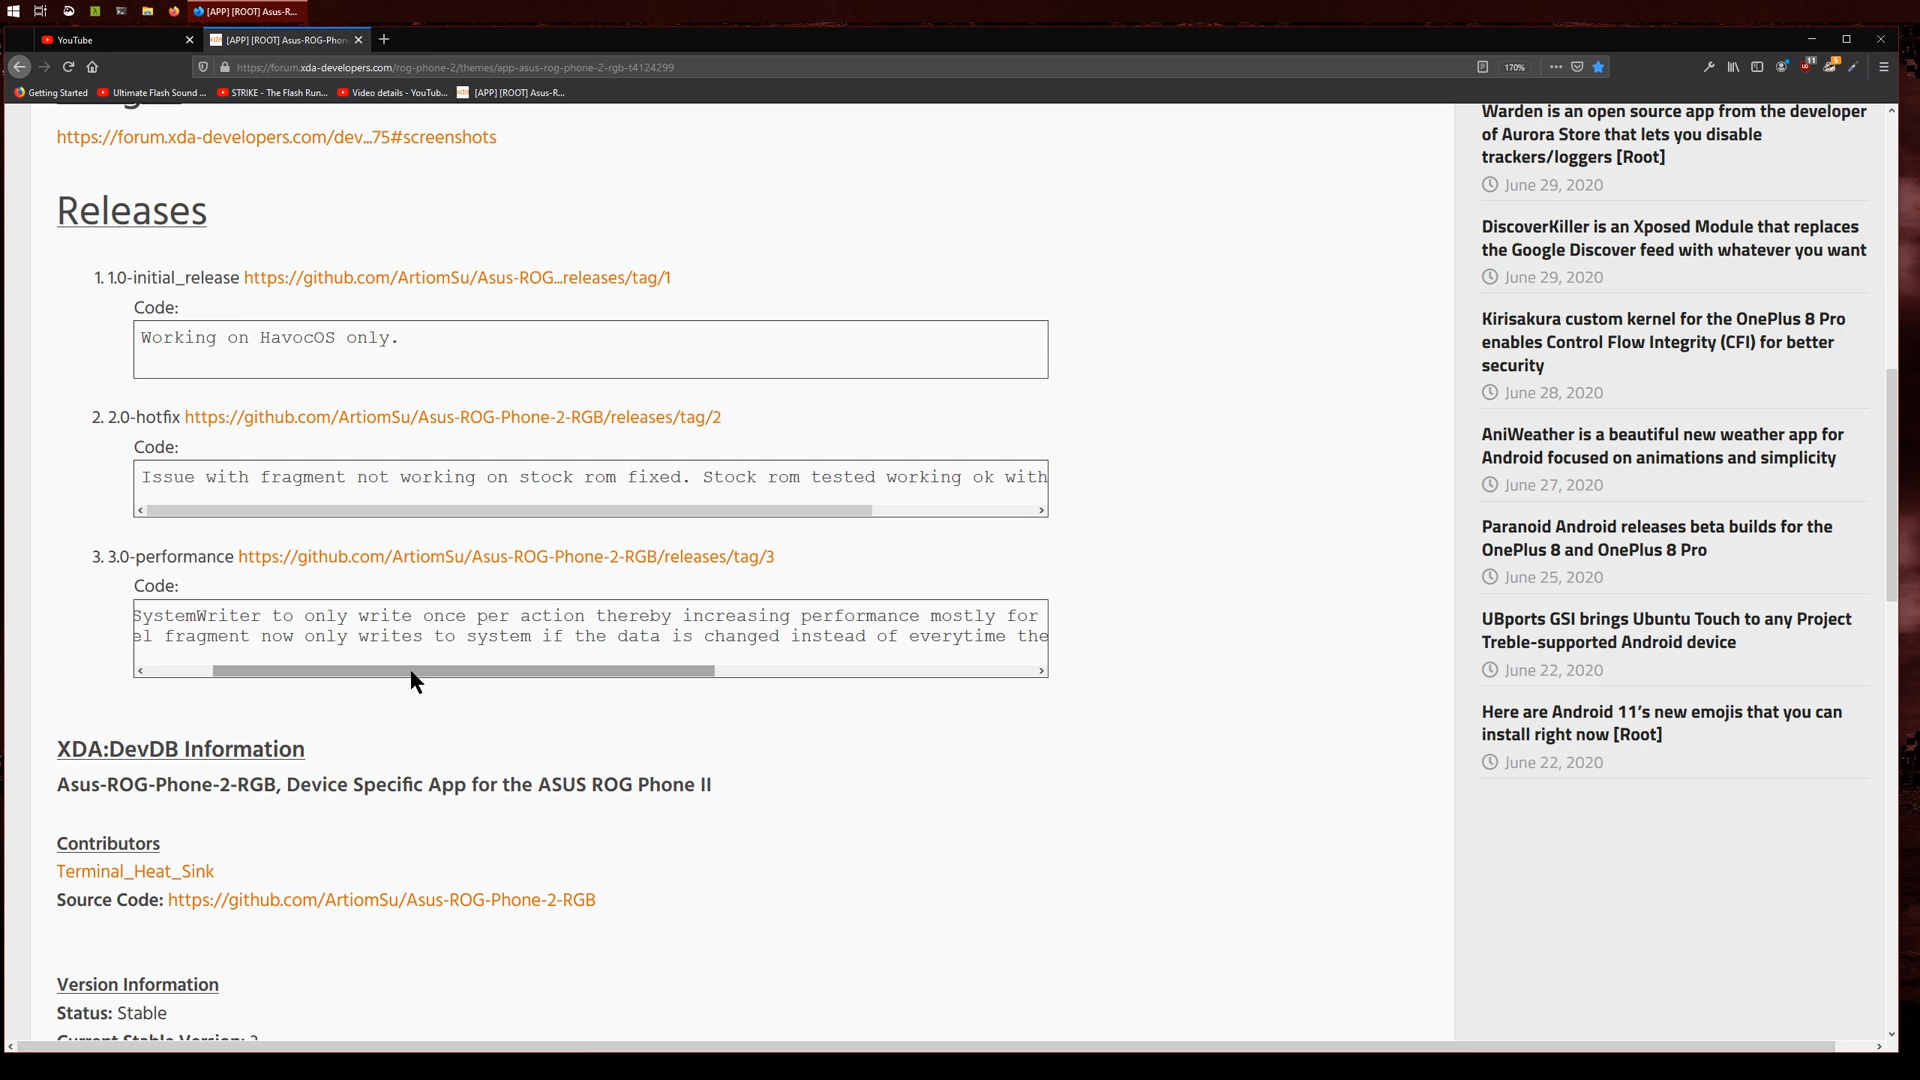 [APP] [ROOT] Asus-R...
YouTube
[APP] [ROOT] Asus-ROG-Phon
https://forum.xda-developers.com/rog-phone-2/themes/app-asus-rog-phone-2-rgb-t4124299
170%
11
5
Getting Started
Ultimate Flash Sound ...
STRIKE - The Flash Run...
Video details - YouTub...
[APP] [ROOT] Asus-R...
https://forum.xda-developers.com/dev...75#screenshots
Releases
1. 1.0-initial_release https://github.com/ArtiomSu/Asus-ROG...releases/tag/1
Code:
Working on HavocOS only.
2. 2.0-hotfix https://github.com/ArtiomSu/Asus-ROG-Phone-2-RGB/releases/tag/2
Code:
Issue with fragment not working on stock rom fixed. Stock rom tested working ok with
3. 3.0-performance https://github.com/ArtiomSu/Asus-ROG-Phone-2-RGB/releases/tag/3
Code:
SystemWriter to only write once per action thereby increasing performance mostly for
el fragment now only writes to system if the data is changed instead of everytime the
XDA:DevDB Information
Asus-ROG-Phone-2-RGB, Device Specific App for the ASUS ROG Phone II
Contributors
Terminal_Heat_Sink
Source Code: https://github.com/ArtiomSu/Asus-ROG-Phone-2-RGB
Version Information
Status: Stable
Current Stable Version:
Warden is an open source app from the developer
of Aurora Store that lets you disable
trackers/loggers [Root]
June 29, 2020
DiscoverKiller is an Xposed Module that replaces
the Google Discover feed with whatever you want
June 29, 2020
Kirisakura custom kernel for the OnePlus 8 Pro
enables Control Flow Integrity (CFI) for better
security
June 28, 2020
AniWeather is a beautiful new weather app for
Android focused on animations and simplicity
June 27, 2020
Paranoid Android releases beta builds for the
OnePlus 8 and OnePlus 8 Pro
June 25, 2020
UBports GSI brings Ubuntu Touch to any Project
Treble-supported Android device
June 22, 2020
Here are Android 11's new emojis that you can
install right now [Root]
June 22, 2020